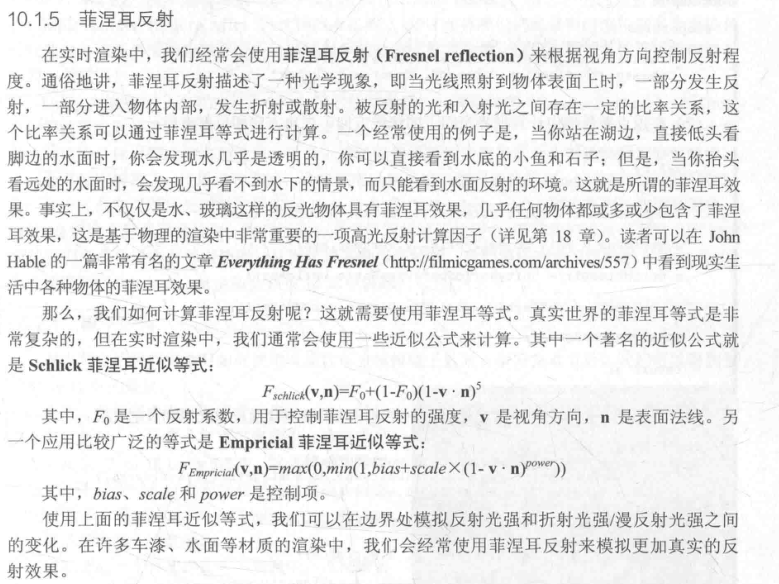 10.1.5 菲涅耳反射
在实时渲染中，我们经常会使用菲涅耳反射（Fresnel reflection）来根据视角方向控制反射程
度。通俗地讲，菲涅耳反射描述了一种光学现象，即当光线照射到物体表面上时，一部分发生反
射，一部分进入物体内部，发生折射或散射。被反射的光和入射光之间存在一定的比率关系，这
个比率关系可以通过菲涅耳等式进行计算。一个经常使用的例子是，当你站在湖边，直接低头看
脚边的水面时，你会发现水几乎是透明的，你可以直接看到水底的小鱼和石子；但是，当你抬头
看远处的水面时，会发现几乎看不到水下的情景，而只能看到水面反射的环境。这就是所谓的菲涅耳效
果。事实上，不仅仅是水、玻璃这样的反光物体具有菲涅耳效果，几乎任何物体都或多或少包含了菲涅
耳效果，这是基于物理的渲染中非常重要的一项高光反射计算因子（详见第 18 章）。读者可以在 John
Hable 的一篇非常有名的文章 Everything Has Fresnel（http://filmicgames.com/archives/557）中看到现实生
活中各种物体的菲涅耳效果。
那么，我们如何计算菲涅耳反射呢？这就需要使用菲涅耳等式。真实世界的菲涅耳等式是非
常复杂的，但在实时渲染中，我们通常会使用一些近似公式来计算。其中一个著名的近似公式就
是 Schlick 菲涅耳近似等式：
F_schlick(v,n)=F₀+(1-F₀)(1-v · n)⁵
其中，F₀ 是一个反射系数，用于控制菲涅耳反射的强度，v 是视角方向，n 是表面法线。另
一个应用比较广泛的等式是 Empricial 菲涅耳近似等式：
F_Empricial(v,n)=max(0,min(1,bias+scale×(1- v · n)^power))
其中，bias、scale 和 power 是控制项。
使用上面的菲涅耳近似等式，我们可以在边界处模拟反射光强和折射光强/漫反射光强之间
的变化。在许多车漆、水面等材质的渲染中，我们会经常使用菲涅耳反射来模拟更加真实的反
射效果。